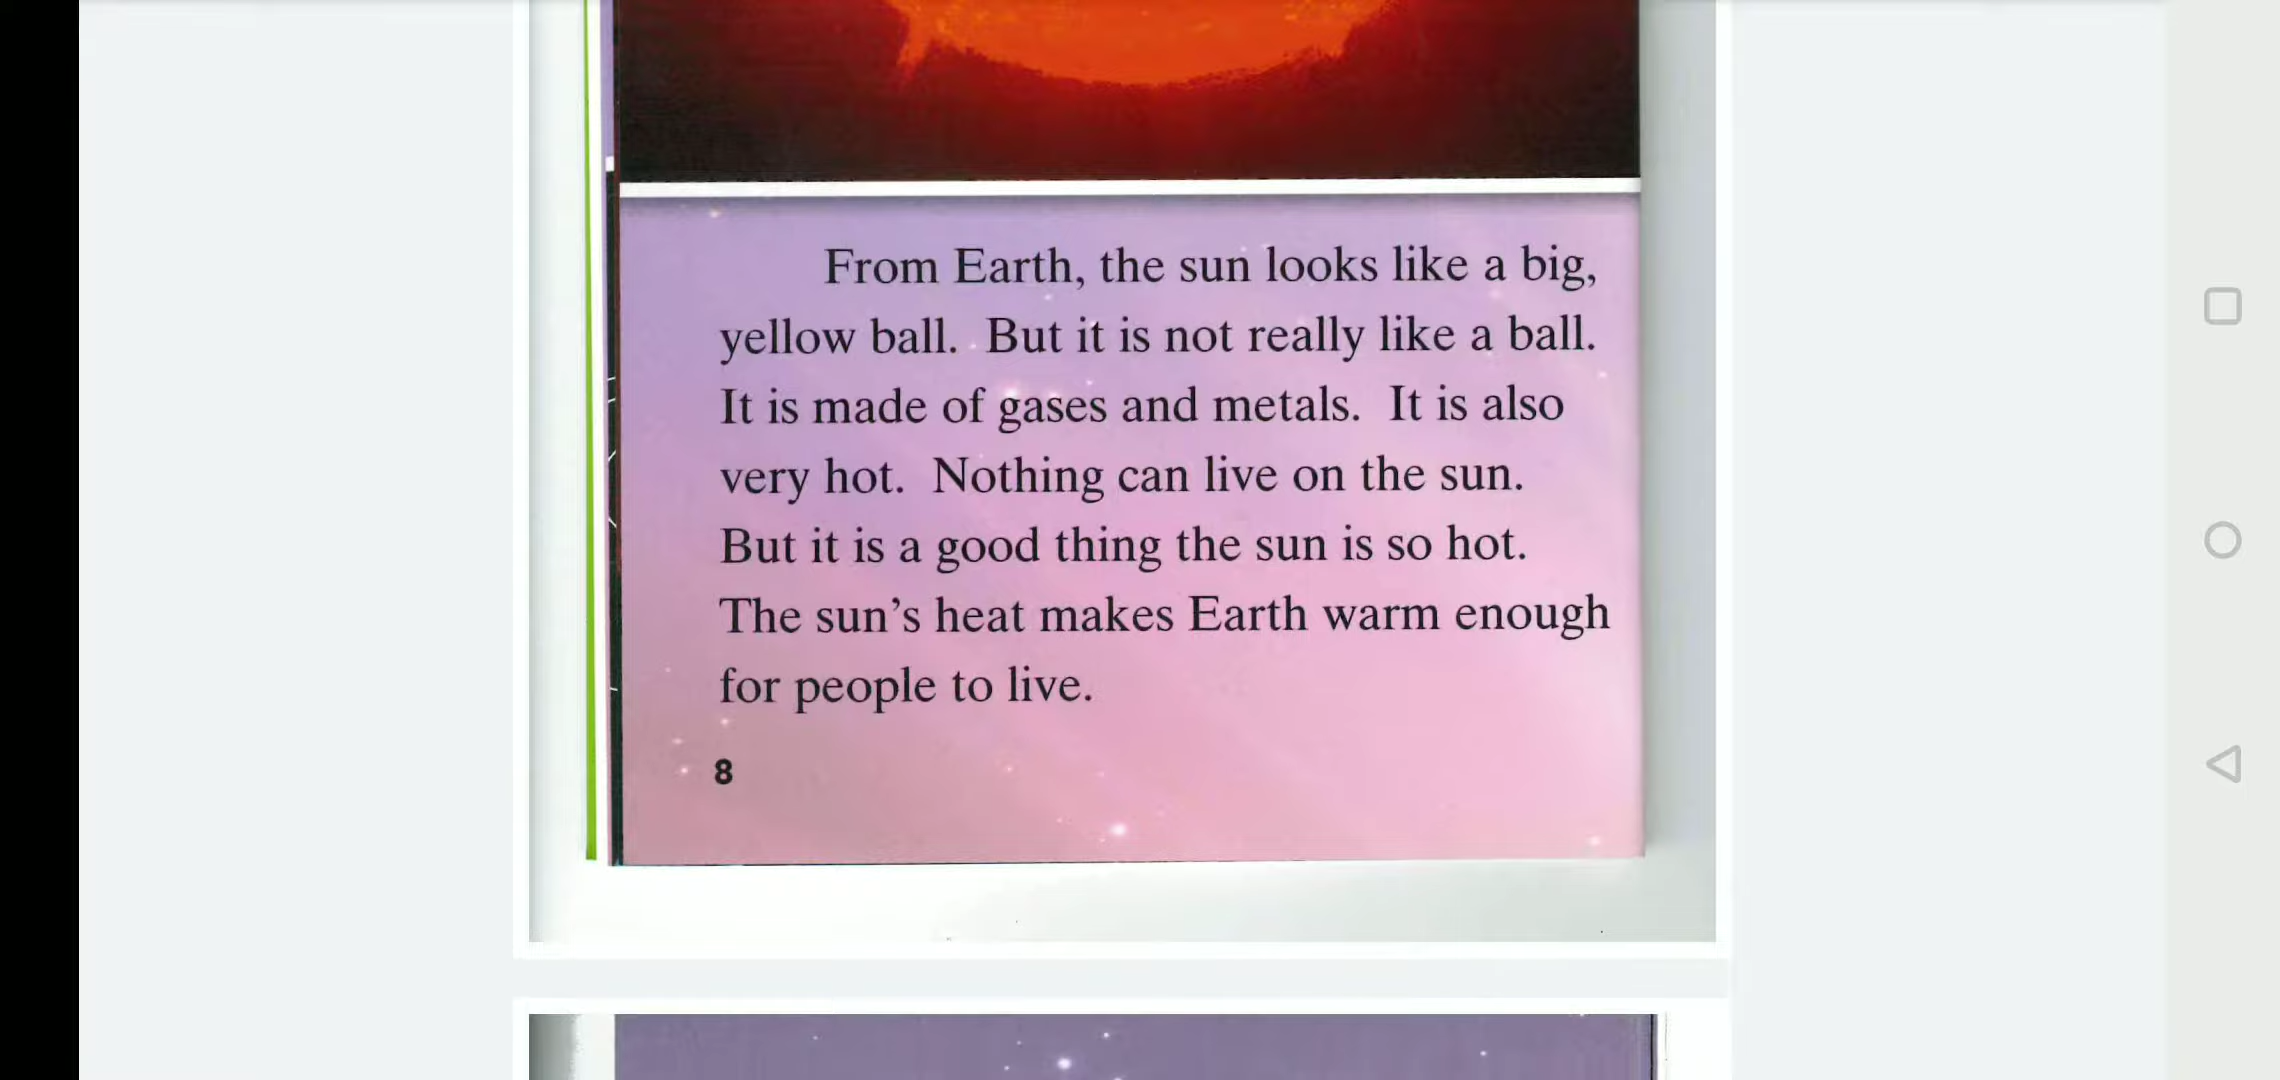 From Earth, the sun looks like a big,
yellow ball. But it is not really like a ball.
It is made of gases and metals. It is also
very hot. Nothing can live on the sun.
But it is a good thing the sun is so hot.
The sun's heat makes Earth warm enough
for people to live.
8